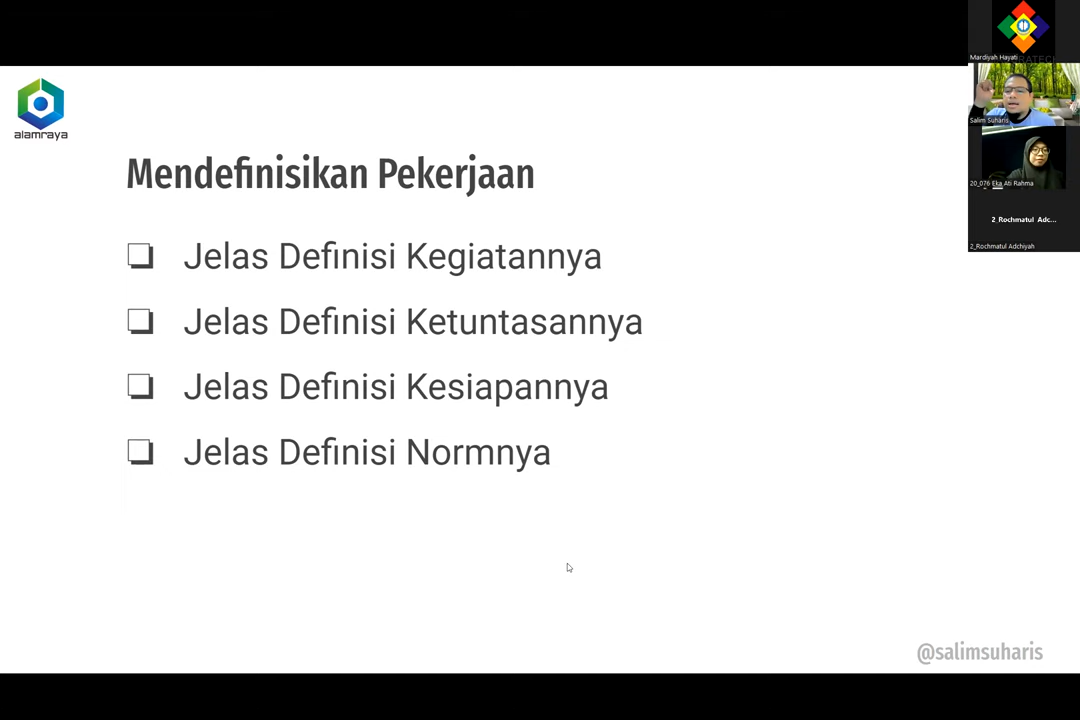 alamraya
Mendefinisikan Pekerjaan
❏ Jelas Definisi Kegiatannya
❏ Jelas Definisi Ketuntasannya
❏ Jelas Definisi Kesiapannya
❏ Jelas Definisi Normnya
@salimsuharis
Mardiyah Hayati
Salim Suharis
20_076 Eka Ati Rahma
2_Rochmatul Adc...
2_Rochmatul Adchiyah